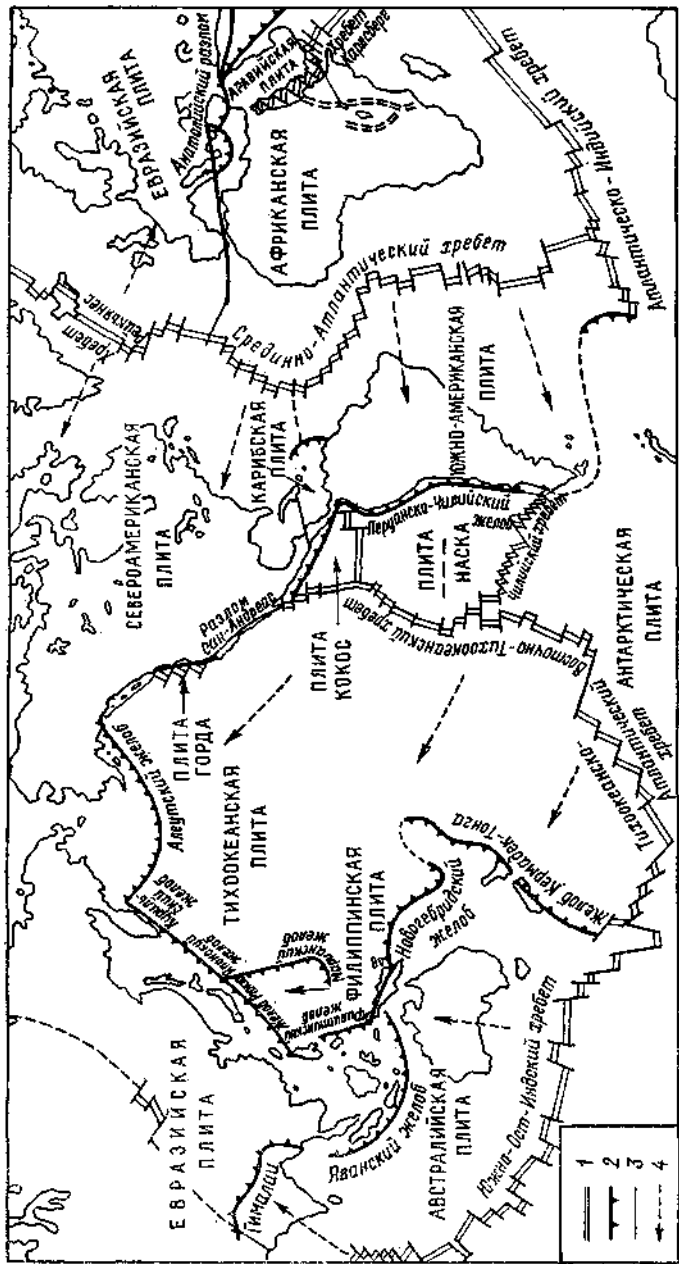 ЕВРАЗИЙСКАЯ
ПЛИТА
Гималаи
Яванский желоб
АВСТРАЛИЙСКАЯ
ПЛИТА
Южно-Ост-Индский хребет
Курильский
желоб
Японский
желоб
Марианский
желоб
Филиппинский
желоб
ФИЛИППИНСКАЯ
ПЛИТА
Новогебридский
желоб
Желоб Кермадек-Тонга
Алеутский желоб
ТИХООКЕАНСКАЯ
ПЛИТА
ПЛИТА
ГОРДА
Разлом
Сан-Андреас
СЕВЕРОАМЕРИКАНСКАЯ
ПЛИТА
ПЛИТА
КОКОС
Восточно-Тихоокеанский хребет
Тихоокеанско-
Атлантический
хребет
АНТАРКТИЧЕСКАЯ
ПЛИТА
КАРИБСКАЯ
ПЛИТА
ПЛИТА
НАСКА
Перуанско-Чилийский
желоб
Чилийский хребет
ЮЖНО-АМЕРИКАНСКАЯ
ПЛИТА
Хребет
Рейкьянес
Срединно-Атлантический хребет
ЕВРАЗИЙСКАЯ
ПЛИТА
Анатолийский разлом
АРАВИЙСКАЯ
ПЛИТА
Хребет
АФРИКАНСКАЯ
ПЛИТА
Атлантическо-Индийский хребет
1
2
3
4